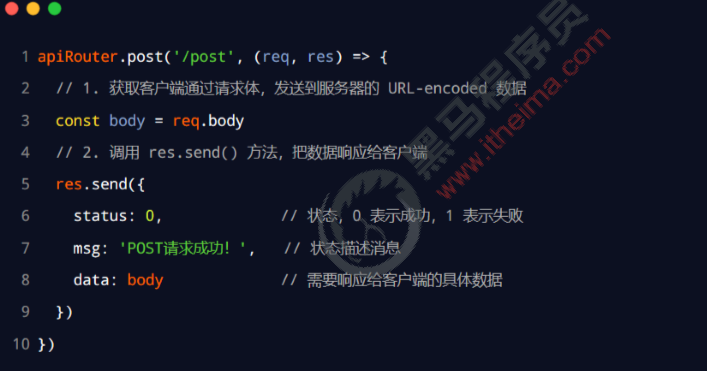 1 apiRouter.post('/post', (req, res) => {
2 // 1. 获取客户端通过请求体，发送到服务器的 URL-encoded 数据
3 const body = req.body
4 // 2. 调用 res.send() 方法，把数据响应给客户端
5 res.send({
6 status: 0, // 状态，0 表示成功，1 表示失败
7 msg: 'POST请求成功！', // 状态描述消息
8 data: body // 需要响应给客户端的具体数据
9 })
10 })
黑马程序员
www.itheima.com